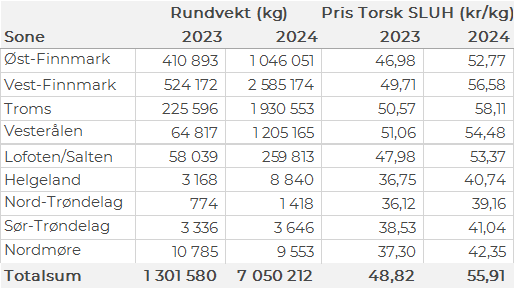 Rundvekt (kg) Pris Torsk SLUH (kr/kg)
Sone 2023 2024 2023 2024
Øst-Finnmark 410 893 1 046 051 46,98 52,77
Vest-Finnmark 524 172 2 585 174 49,71 56,58
Troms 225 596 1 930 553 50,57 58,11
Vesterålen 64 817 1 205 165 51,06 54,48
Lofoten/Salten 58 039 259 813 47,98 53,37
Helgeland 3 168 8 840 36,75 40,74
Nord-Trøndelag 774 1 418 36,12 39,16
Sør-Trøndelag 3 336 3 646 38,53 41,04
Nordmøre 10 785 9 553 37,30 42,35
Totalsum 1 301 580 7 050 212 48,82 55,91